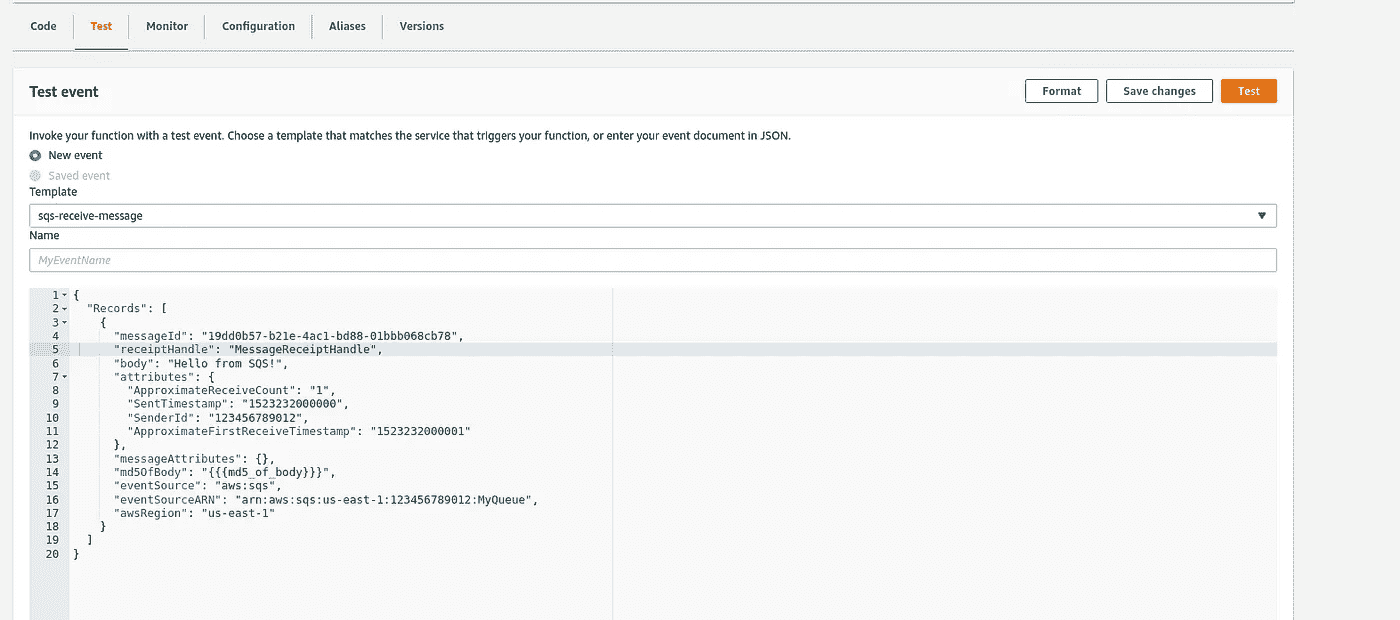 Code Test Monitor Configuration Aliases Versions
Test event Format Save changes Test
Invoke your function with a test event. Choose a template that matches the service that triggers your function, or enter your event document in JSON.
New event
Saved event
Template
sqs-receive-message
Name
MyEventName
1 {
2 "Records": [
3 {
4 "messageId": "19dd0b57-b21e-4ac1-bd88-01bbb068cb78",
5 "receiptHandle": "MessageReceiptHandle",
6 "body": "Hello from SQS!",
7 "attributes": {
8 "ApproximateReceiveCount": "1",
9 "SentTimestamp": "1523232000000",
10 "SenderId": "123456789012",
11 "ApproximateFirstReceiveTimestamp": "1523232000001"
12 },
13 "messageAttributes": {},
14 "md5OfBody": "{{{md5_of_body}}}",
15 "eventSource": "aws:sqs",
16 "eventSourceARN": "arn:aws:sqs:us-east-1:123456789012:MyQueue",
17 "awsRegion": "us-east-1"
18 }
19 ]
20 }